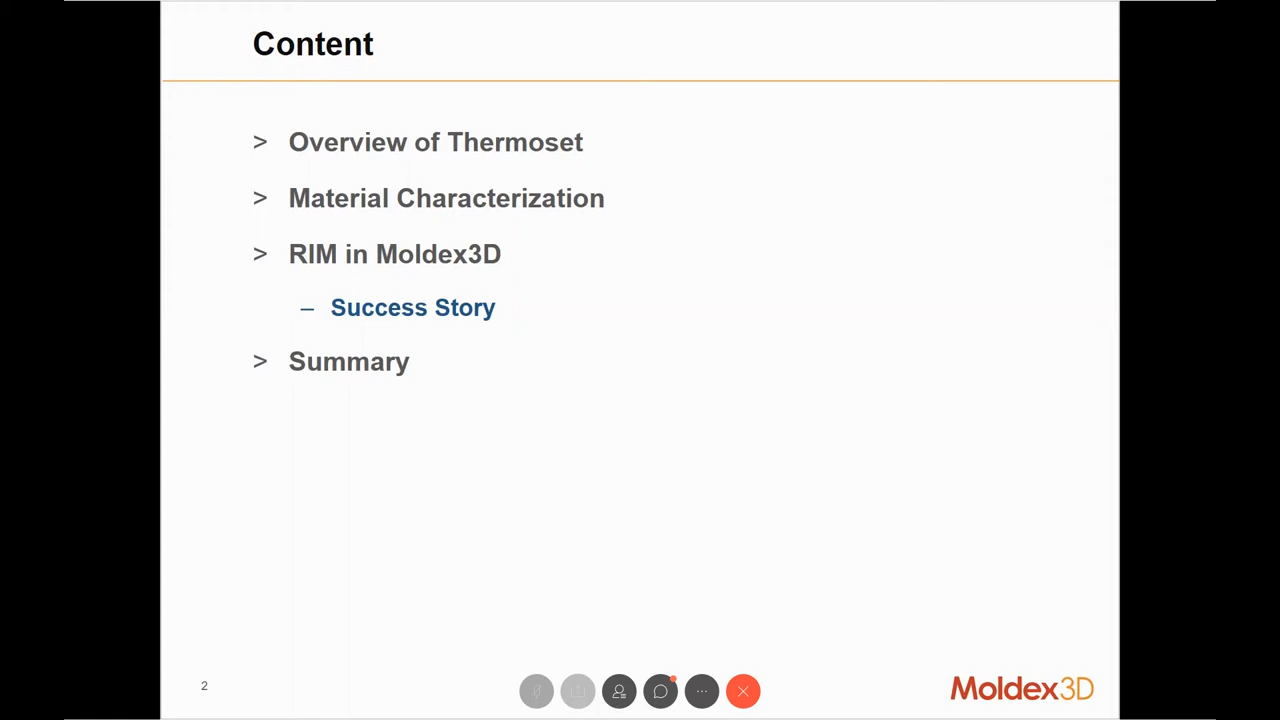 Content
> Overview of Thermoset
> Material Characterization
> RIM in Moldex3D
– Success Story
> Summary
2
Moldex3D